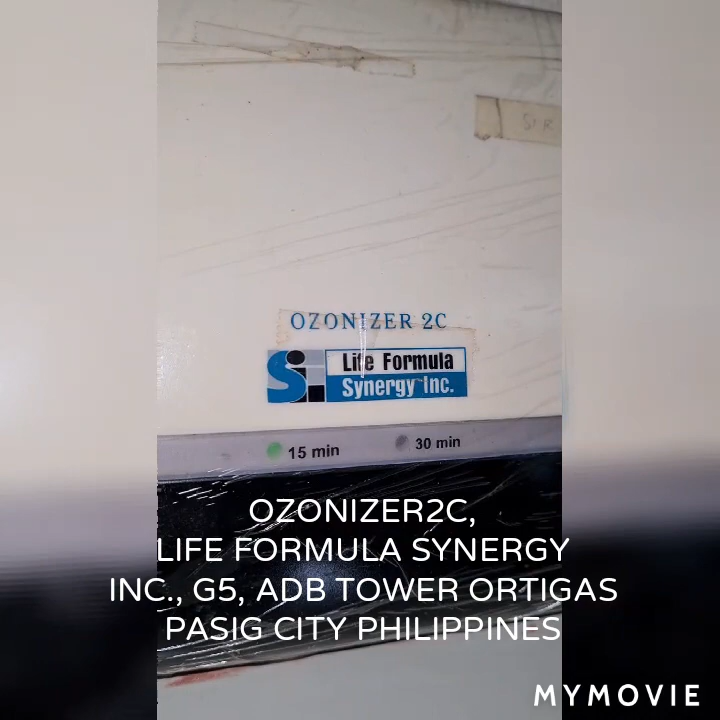 OZONIZER 2C
Life Formula
Synergy Inc.
15 min
30 min
OZONIZER2C,
LIFE FORMULA SYNERGY
INC., G5, ADB TOWER ORTIGAS
PASIG CITY PHILIPPINES
MYMOVIE